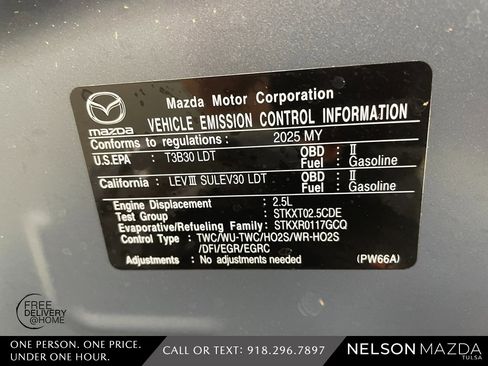 Mazda Motor Corporation
mazda
VEHICLE EMISSION CONTROL INFORMATION
Conforms to regulations : 2025 MY
U.S.EPA : T3B30 LDT OBD : II
Fuel : Gasoline
California : LEV III SULEV30 LDT OBD : II
Fuel : Gasoline
Engine Displacement : 2.5L
Test Group : STKXT02.5CDE
Evaporative/Refueling Family : STKXR0117GCQ
Control Type : TWC/WU-TWC/HO2S/WR-HO2S
/DFI/EGR/EGRC
Adjustments : No adjustments needed (PW66A)
FREE
DELIVERY
@HOME
ONE PERSON. ONE PRICE.
UNDER ONE HOUR.
CALL OR TEXT: 918.296.7897
NELSON MAZDA
TULSA